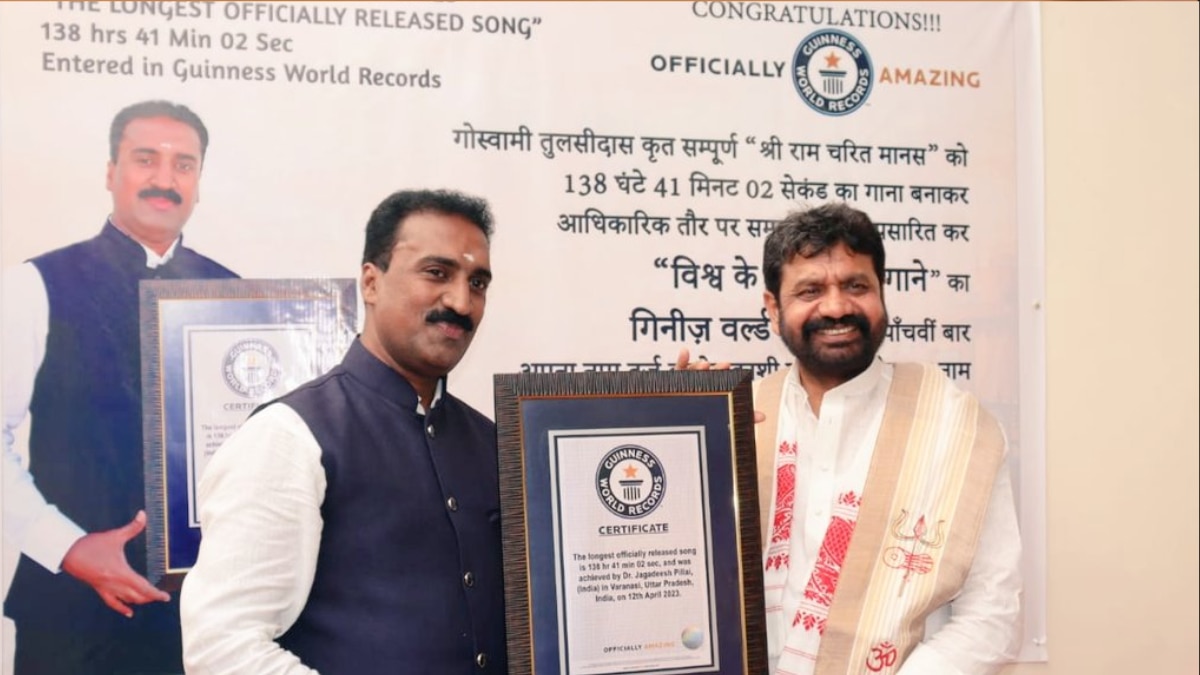 THE LONGEST OFFICIALLY RELEASED SONG”
138 hrs 41 Min 02 Sec
Entered in Guinness World Records
CONGRATULATIONS!!!
OFFICIALLY
GUINNESS
WORLD RECORDS
AMAZING
गोस्वामी तुलसीदास कृत सम्पूर्ण “श्री राम चरित मानस” को
138 घंटे 41 मिनट 02 सेकंड का गाना बनाकर
आधिकारिक तौर पर
कर
“विश्व के गाने” का
गिनीज़ वर्ल्ड पाँचवीं बार
GUINNESS
WORLD RECORDS
CERTIFICATE
The longest officially released song
is 138 hr 41 min 02 sec, and was
achieved by Dr. Jagadeesh Pillai,
(India) in Varanasi, Uttar Pradesh,
India, on 12th April 2023.
OFFICIALLY AMAZING
ॐ